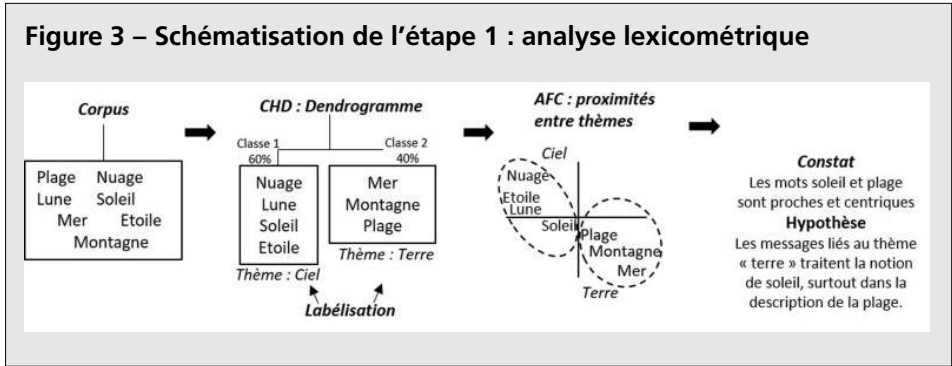 Figure 3 – Schématisation de l'étape 1 : analyse lexicométrique
Corpus
Plage Nuage
Lune Soleil
Mer Etoile
Montagne
CHD : Dendrogramme
Classe 1
60%
Classe 2
40%
Nuage
Lune
Soleil
Etoile
Thème : Ciel
Mer
Montagne
Plage
Thème : Terre
Labélisation
AFC : proximités
entre thèmes
Ciel
Nuage
Etoile
Lune
Soleil
Plage
Montagne
Mer
Terre
Constat
Les mots soleil et plage
sont proches et centriques
Hypothèse
Les messages liés au thème
« terre » traitent la notion
de soleil, surtout dans la
description de la plage.